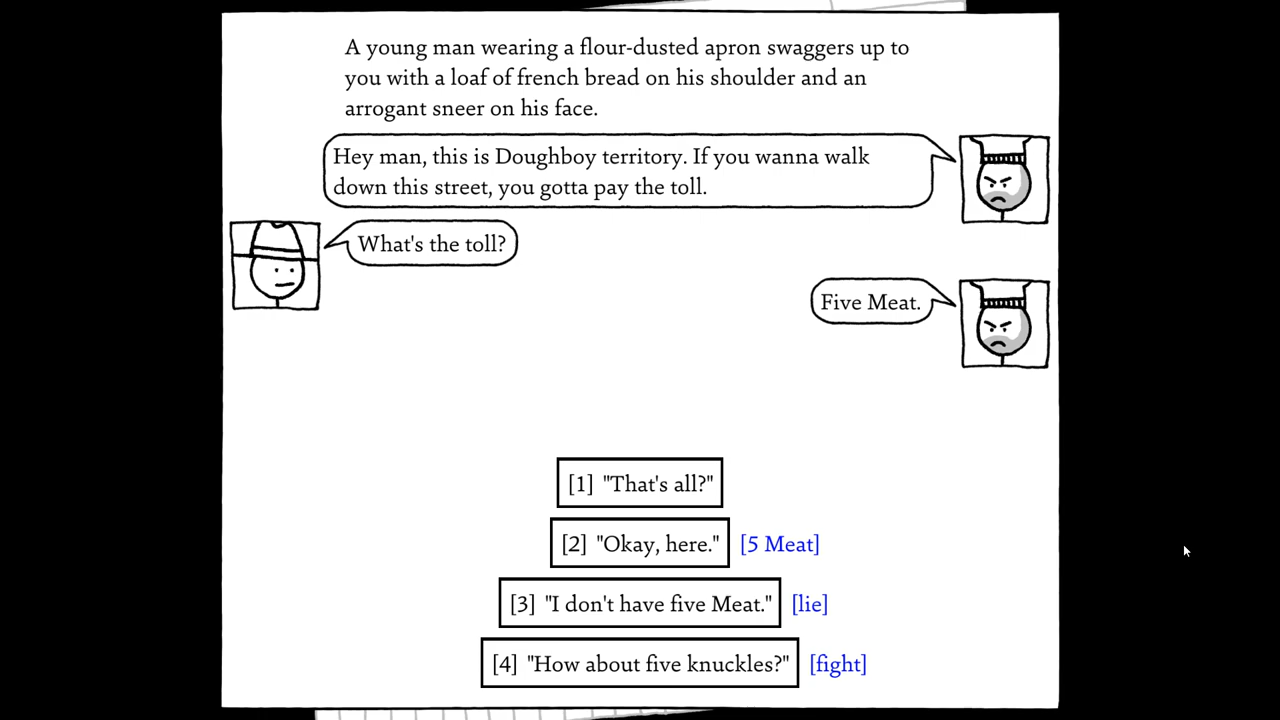 A young man wearing a flour-dusted apron swaggers up to
you with a loaf of french bread on his shoulder and an
arrogant sneer on his face.
Hey man, this is Doughboy territory. If you wanna walk
down this street, you gotta pay the toll.
What's the toll?
Five Meat.
[1] "That's all?"
[2] "Okay, here." [5 Meat]
[3] "I don't have five Meat." [lie]
[4] "How about five knuckles?" [fight]